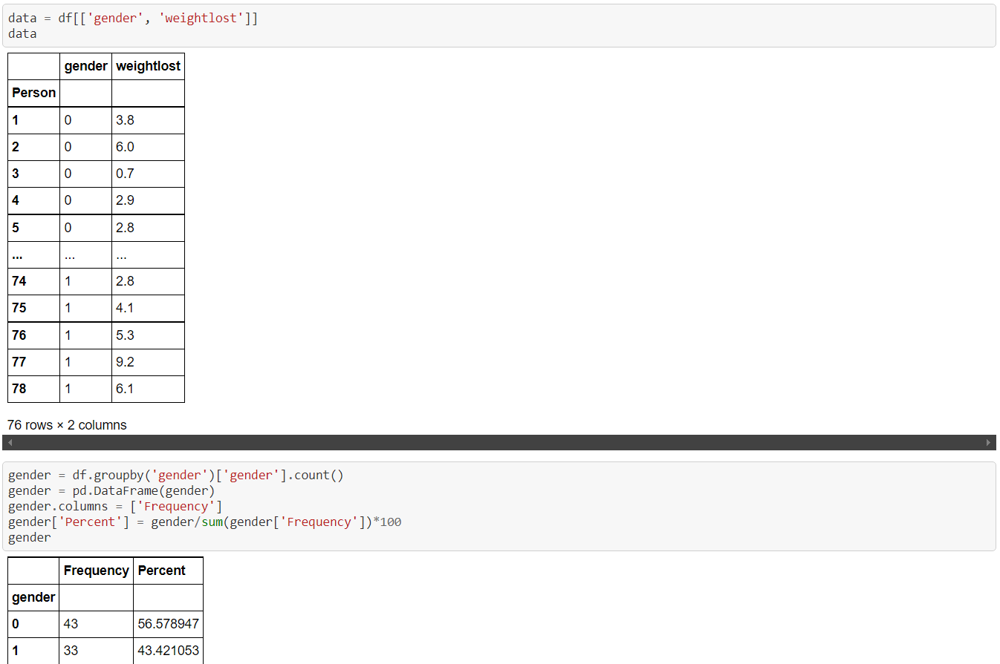 data = df[['gender', 'weightlost']]
data
gender weightlost
Person
1 0 3.8
2 0 6.0
3 0 0.7
4 0 2.9
5 0 2.8
... ... ...
74 1 2.8
75 1 4.1
76 1 5.3
77 1 9.2
78 1 6.1
76 rows × 2 columns
gender = df.groupby('gender')['gender'].count()
gender = pd.DataFrame(gender)
gender.columns = ['Frequency']
gender['Percent'] = gender/sum(gender['Frequency'])*100
gender
Frequency Percent
gender
0 43 56.578947
1 33 43.421053